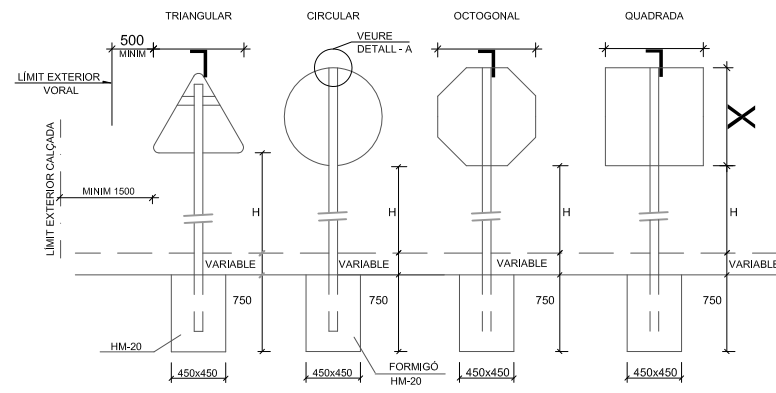 TRIANGULAR
CIRCULAR
OCTOGONAL
QUADRADA
500
MÍNIM
VEURE
DETALL - A
LÍMIT EXTERIOR
VORAL
LÍMIT EXTERIOR CALÇADA
MINIM 1500
X
H
H
H
H
VARIABLE
VARIABLE
VARIABLE
VARIABLE
750
750
750
750
HM-20
FORMIGÓ
HM-20
450x450
450x450
450x450
450x450